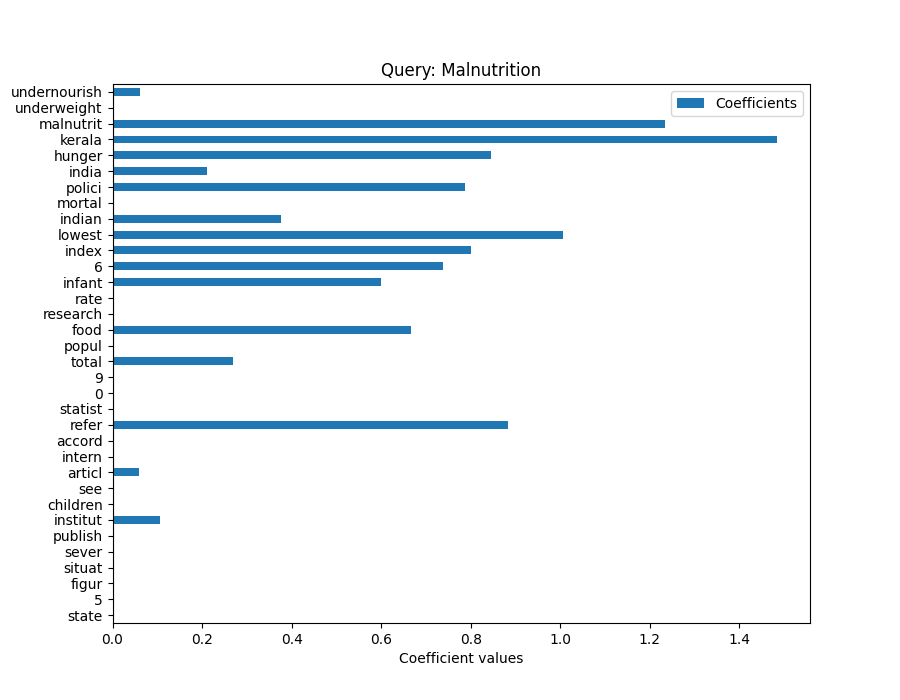 Query: Malnutrition
Coefficients
undernourish
underweight
malnutrit
kerala
hunger
india
polici
mortal
indian
lowest
index
6
infant
rate
research
food
popul
total
9
0
statist
refer
accord
intern
articl
see
children
institut
publish
sever
situat
figur
5
state
0.0 0.2 0.4 0.6 0.8 1.0 1.2 1.4
Coefficient values